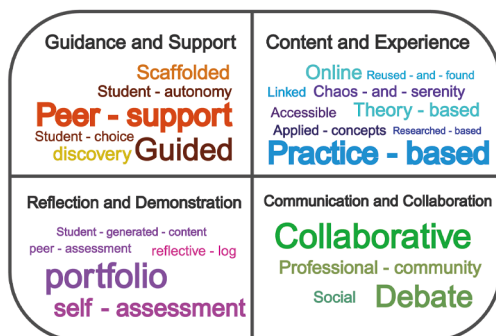 Guidance and Support
Scaffolded
Student - autonomy
Peer - support
Student - choice
discovery Guided
Content and Experience
Online Reused - and - found
Linked Chaos - and - serenity
Accessible Theory - based
Applied - concepts Researched - based
Practice - based
Reflection and Demonstration
Student - generated - content
peer - assessment reflective - log
portfolio
self - assessment
Communication and Collaboration
Collaborative
Professional - community
Social Debate